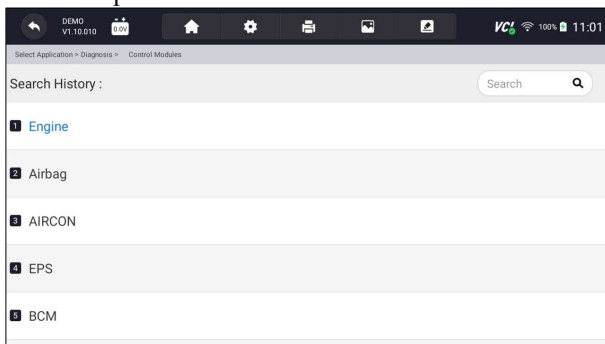 DEMO
V1.10.010
0.0V
VCI 100% 11:01
Select Application > Diagnosis > Control Modules
Search History :
Search
1 Engine
2 Airbag
3 AIRCON
4 EPS
5 BCM